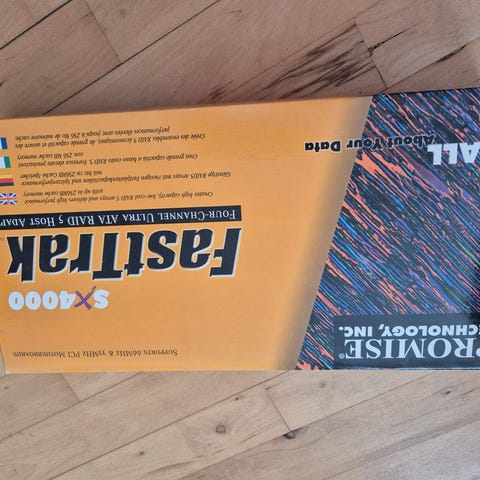 PROMISE®
ECHNOLOGY, INC.
ALL
About Your Data
SUPPORTS 66MHz & 33MHz PCI MOTHERBOARDS
SX4000
FastTrak
FOUR-CHANNEL ULTRA ATA RAID 5 HOST ADAP
Creates high capacity, low-cost RAID 5 arrays and delivers high performance
with up to 256MB cache memory
Günstige RAID 5 Arrays mit riesigen Festplattenkapazitäten und Spitzenperformance
mit bis zu 256MB Cache-Speicher
Crea grandi capacità a basso costo RAID 5. Fornisce elevate prestazioni
con 256 MB cache memory
Créée des ensembles RAID 5 économiques, de grande capacité et assure des
performances élevées avec jusqu'à 256 Mo de mémoire cache.